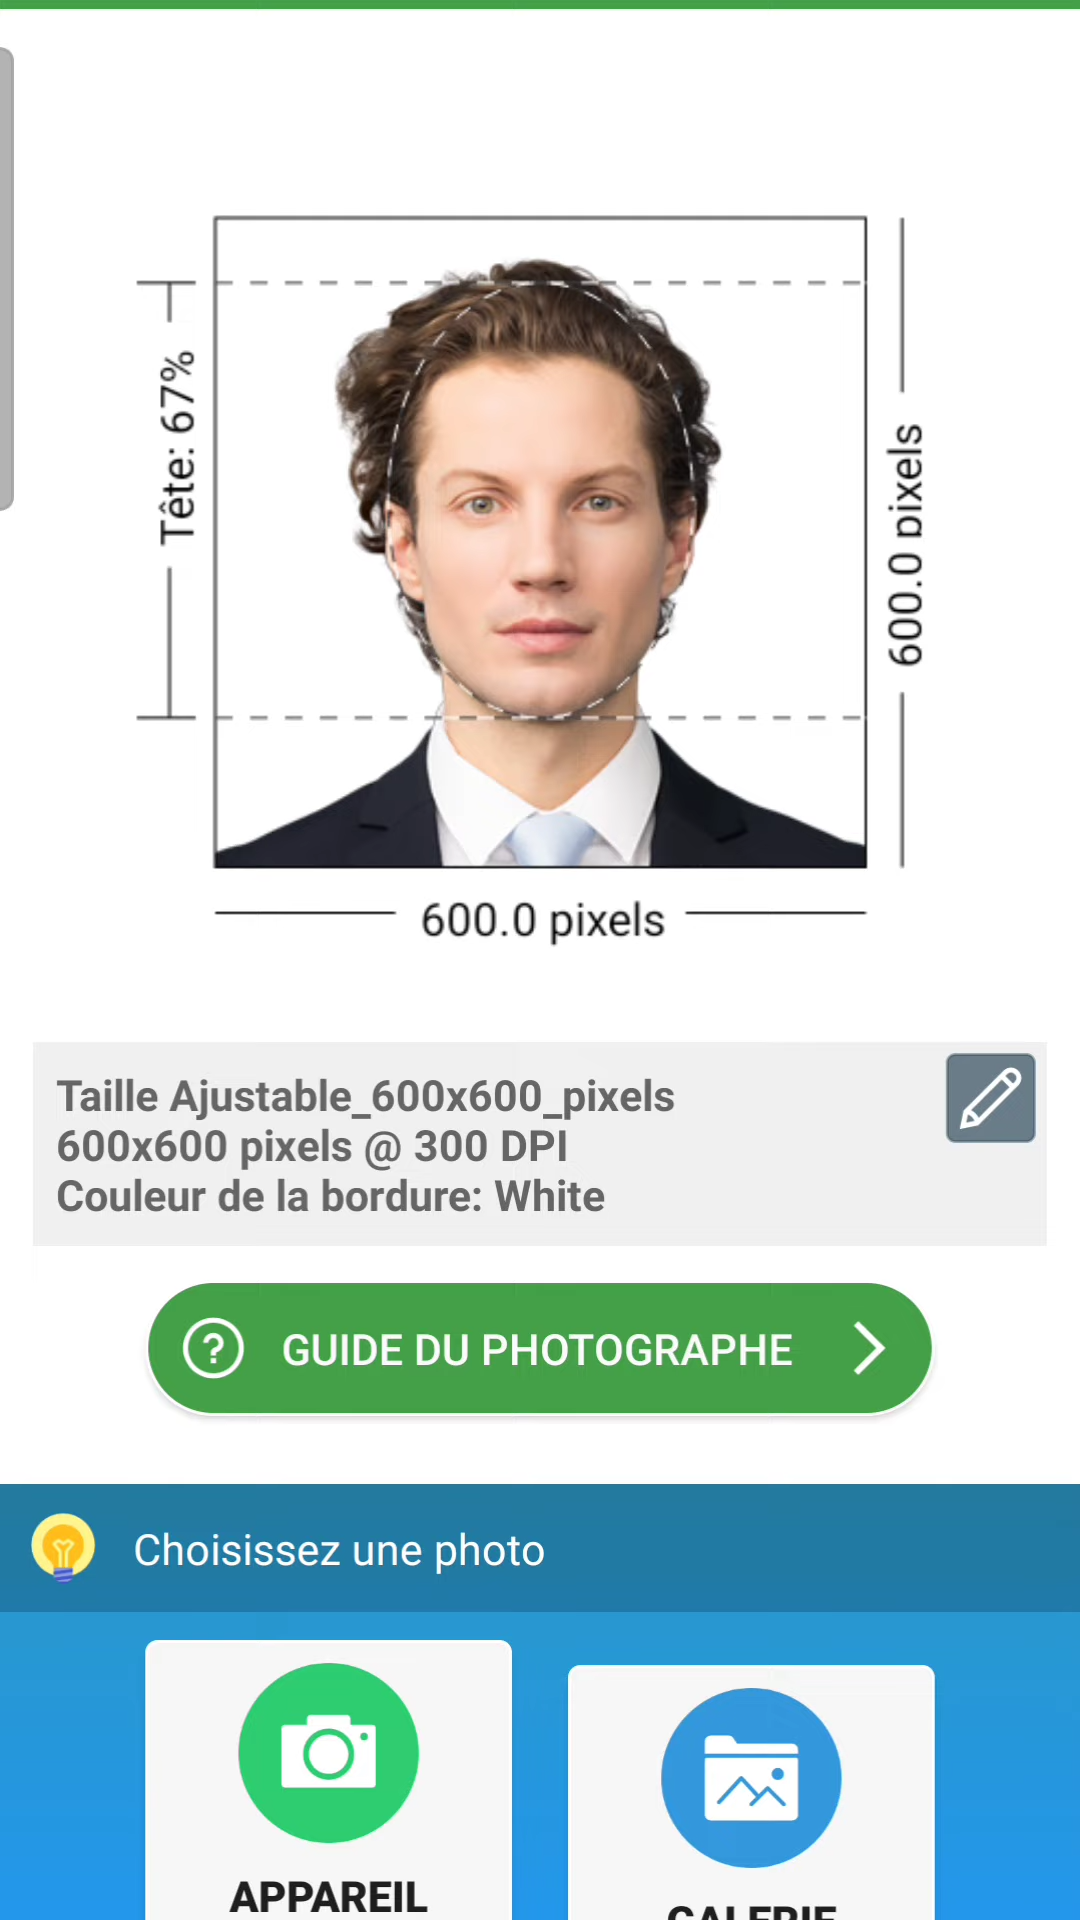 Tête: 67%
600.0 pixels
600.0 pixels
Taille Ajustable_600x600_pixels
600x600 pixels @ 300 DPI
Couleur de la bordure: White
? GUIDE DU PHOTOGRAPHE
Choisissez une photo
APPAREIL
GALERIE